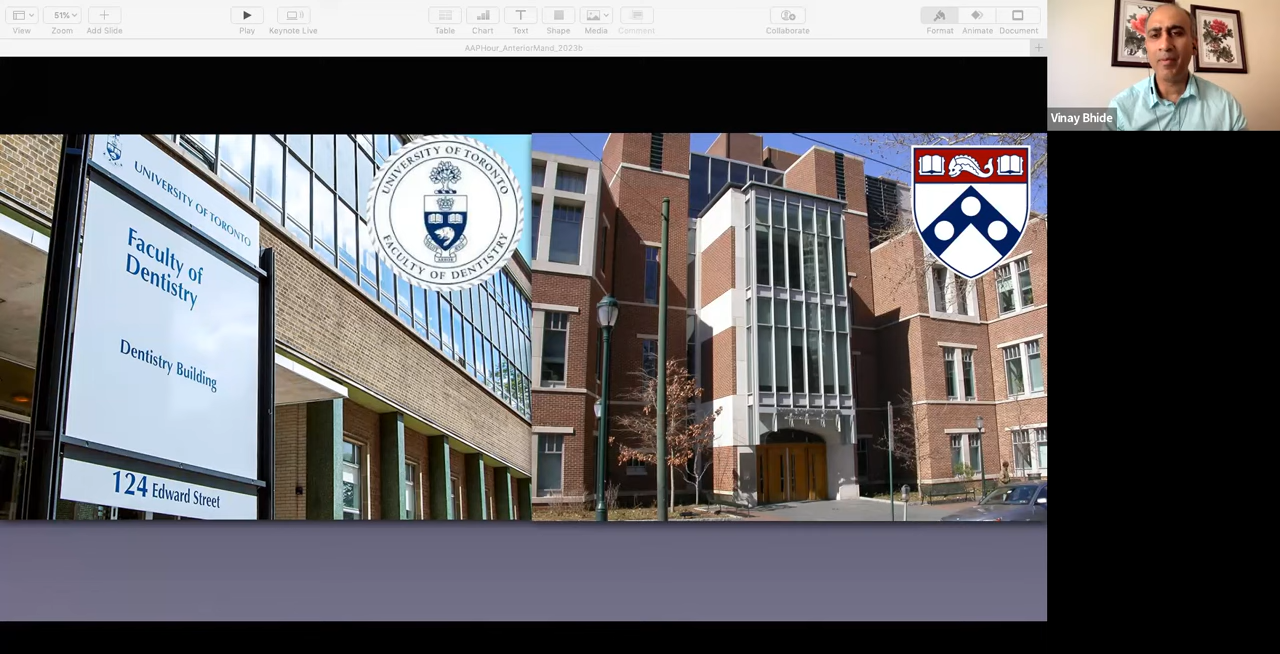 View
51%
Zoom
Add Slide
Play
Keynote Live
Table
Chart
Text
Shape
Media
Comment
Collaborate
Format
Animate
Document
AAPHour_AnteriorMand_2023b
Vinay Bhide
UNIVERSITY OF TORONTO
Faculty of
Dentistry
Dentistry Building
124 Edward Street
UNIVERSITY OF TORONTO
FACULTY OF DENTISTRY